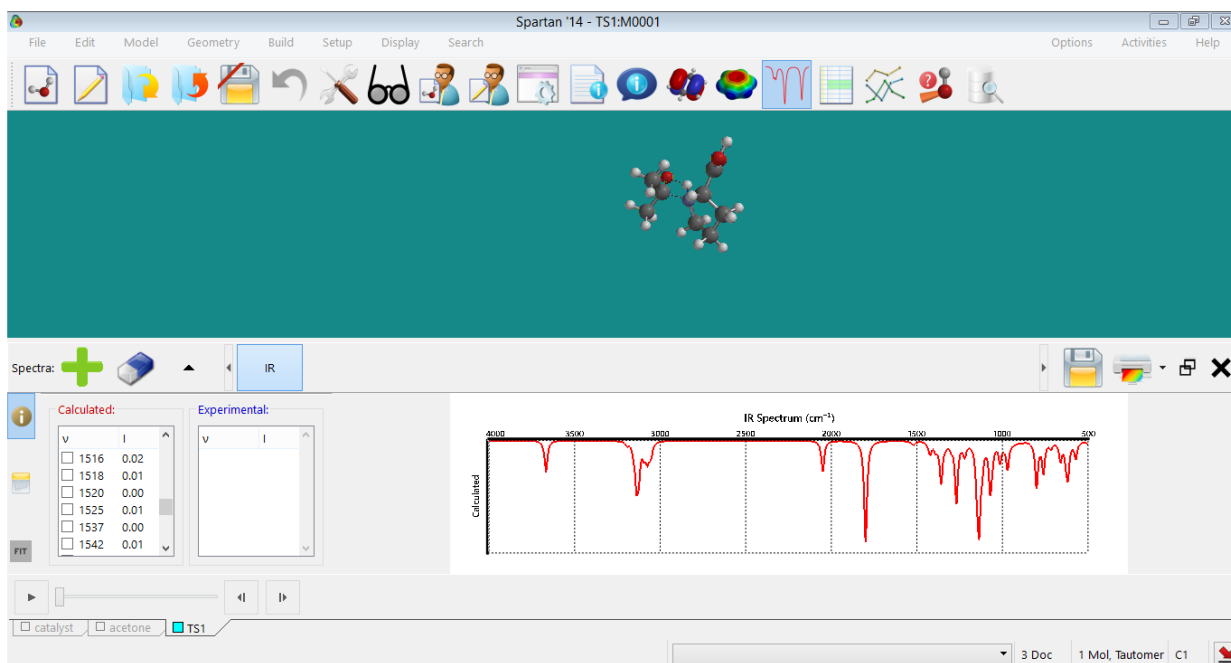 Spartan '14 - TS1:M0001
File Edit Model Geometry Build Setup Display Search Options Activities Help
Spectra: IR
Calculated: Experimental:
ν I ν I
1516 0.02
1518 0.01
1520 0.00
1525 0.01
1537 0.00
1542 0.01
FIT
IR Spectrum (cm⁻¹)
4000 3500 3000 2500 2000 1500 1000 500
Calculated
catalyst acetone TS1
3 Doc 1 Mol, Tautomer C1